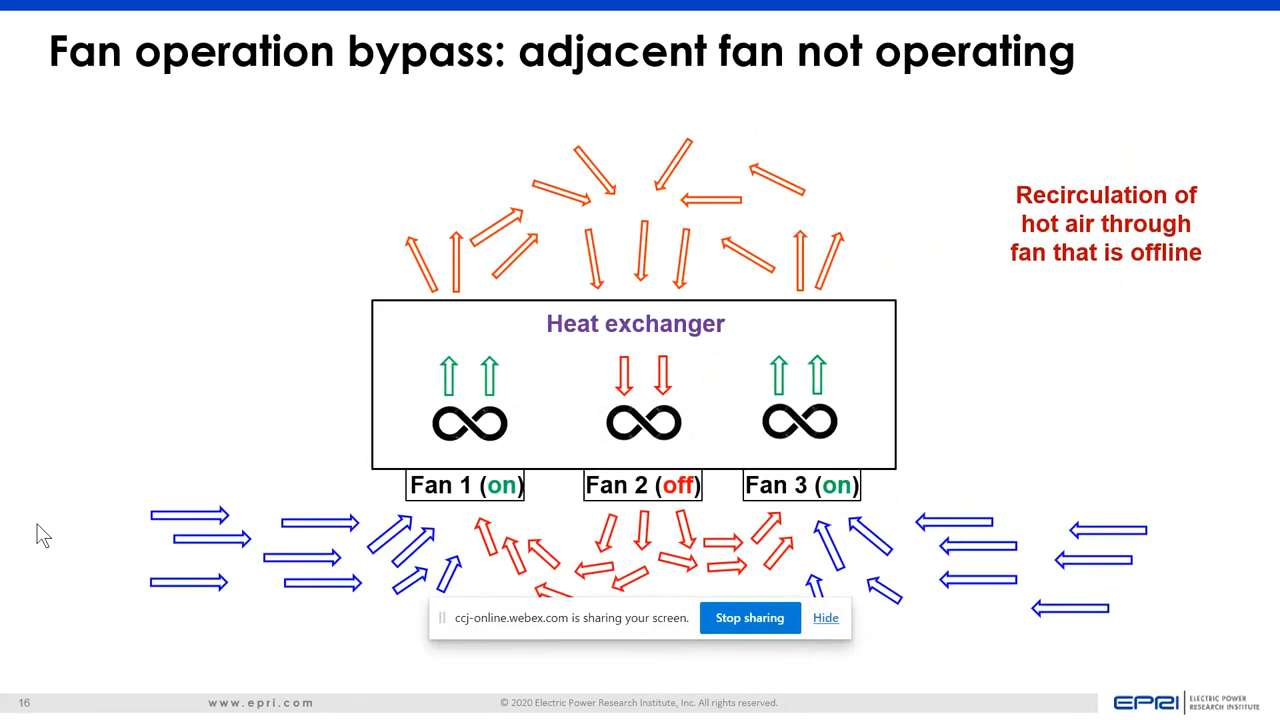 Fan operation bypass: adjacent fan not operating
Recirculation of
hot air through
fan that is offline
Heat exchanger
Fan 1 (on)
Fan 2 (off)
Fan 3 (on)
ccj-online.webex.com is sharing your screen.
Stop sharing
Hide
16
www.epri.com
© 2020 Electric Power Research Institute, Inc. All rights reserved.
EPRI
ELECTRIC POWER
RESEARCH INSTITUTE